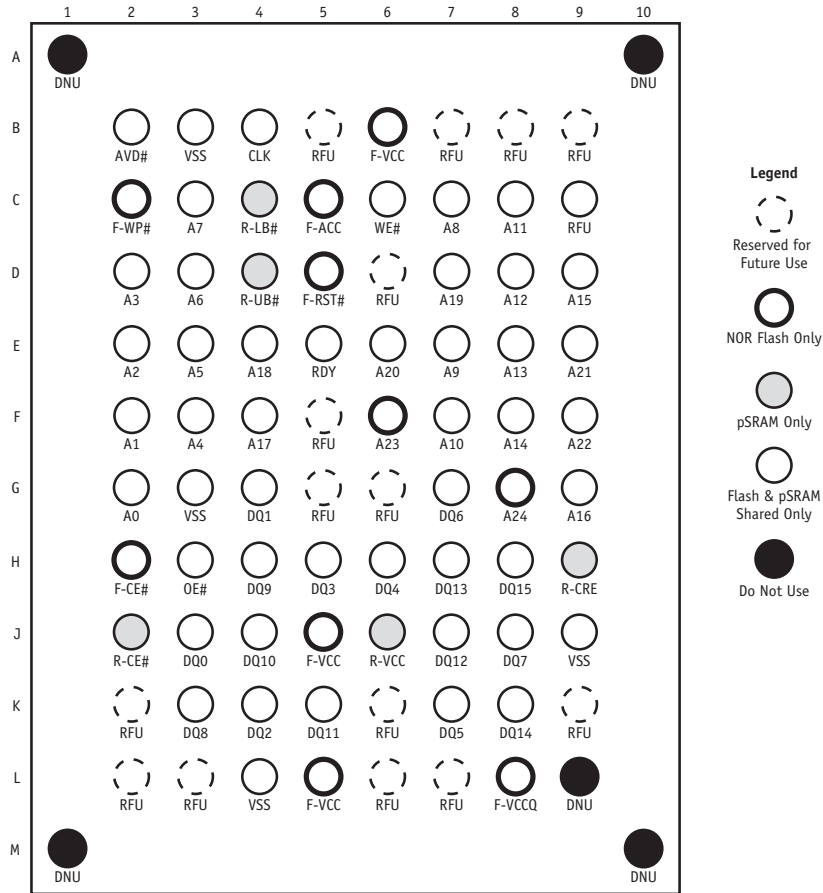 1 2 3 4 5 6 7 8 9 10
A
DNU DNU
B
AVD# VSS CLK RFU F-VCC RFU RFU RFU
C
F-WP# A7 R-LB# F-ACC WE# A8 A11 RFU
D
A3 A6 R-UB# F-RST# RFU A19 A12 A15
E
A2 A5 A18 RDY A20 A9 A13 A21
F
A1 A4 A17 RFU A23 A10 A14 A22
G
A0 VSS DQ1 RFU RFU DQ6 A24 A16
H
F-CE# OE# DQ9 DQ3 DQ4 DQ13 DQ15 R-CRE
J
R-CE# DQ0 DQ10 F-VCC R-VCC DQ12 DQ7 VSS
K
RFU DQ8 DQ2 DQ11 RFU DQ5 DQ14 RFU
L
RFU RFU VSS F-VCC RFU RFU F-VCCQ DNU
M
DNU DNU
Legend
Reserved for
Future Use
NOR Flash Only
pSRAM Only
Flash & pSRAM
Shared Only
Do Not Use